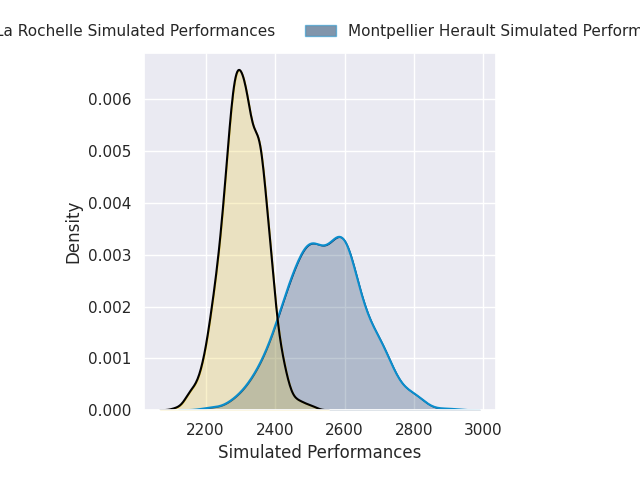 La Rochelle Simulated Performances
Montpellier Herault Simulated Perform
0.006
0.005
0.004
0.003
0.002
0.001
0.000
Density
2200 2400 2600 2800 3000
Simulated Performances